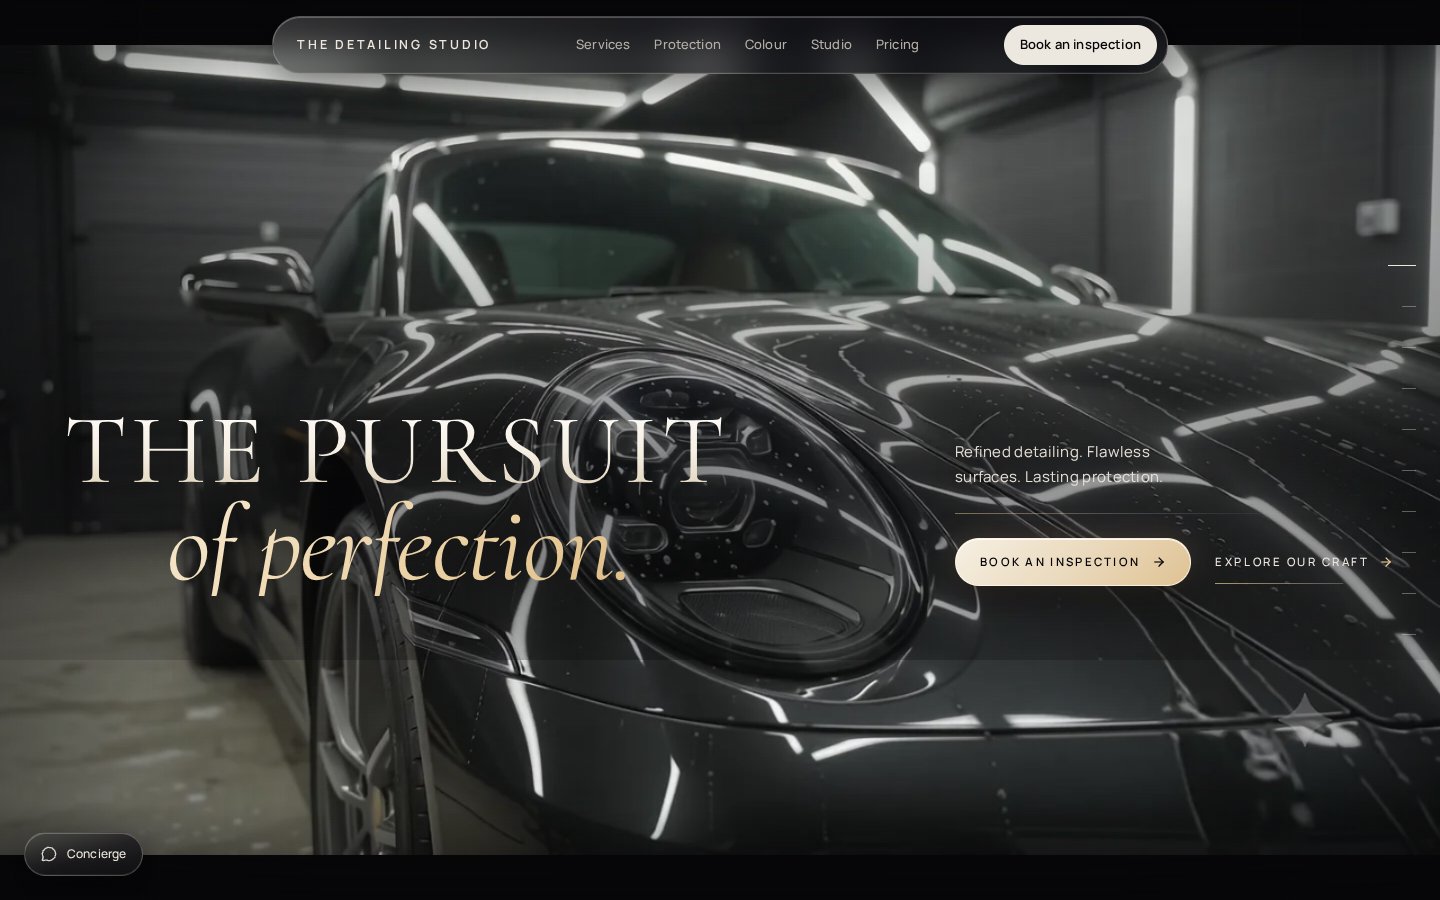 THE DETAILING STUDIO
Services
Protection
Colour
Studio
Pricing
Book an inspection
THE PURSUIT
of perfection.
Refined detailing. Flawless
surfaces. Lasting protection.
BOOK AN INSPECTION
EXPLORE OUR CRAFT
Concierge